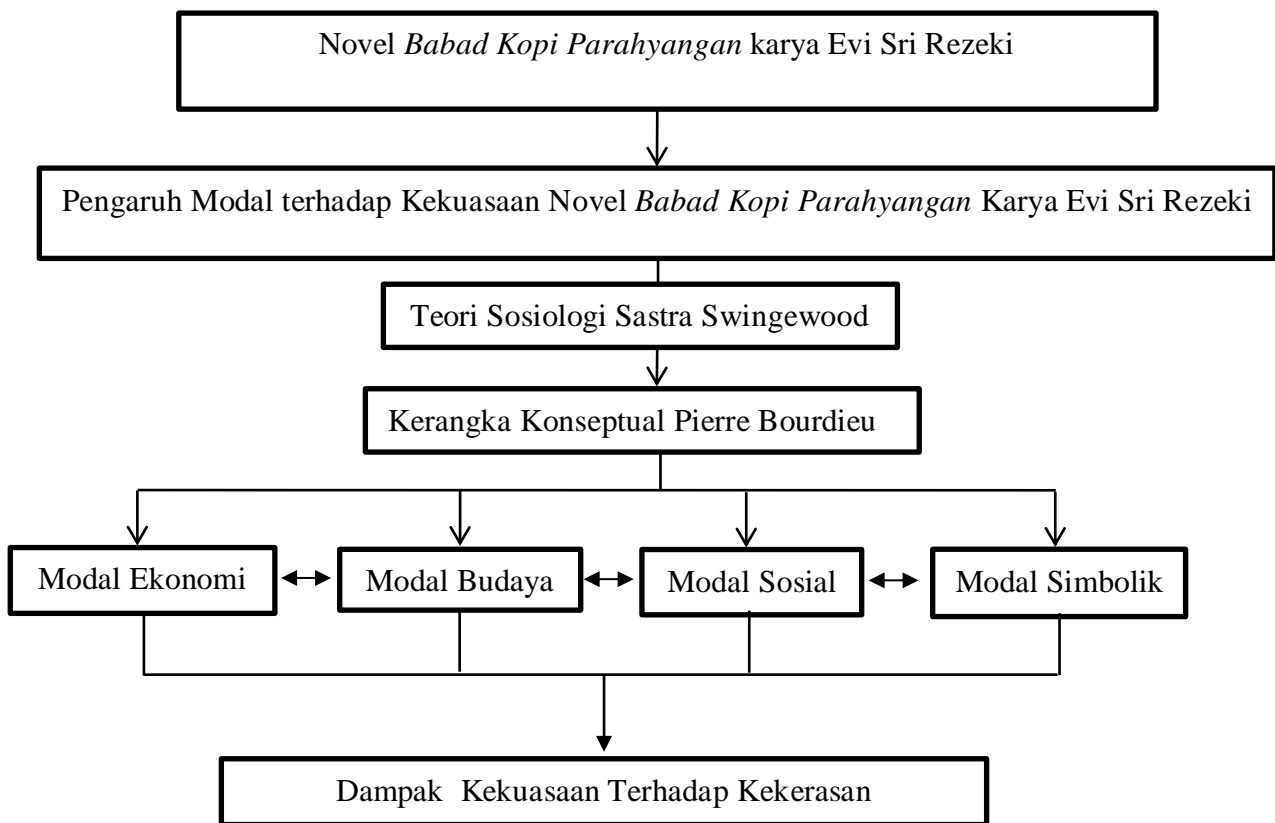 Novel Babad Kopi Parahyangan karya Evi Sri Rezeki
Pengaruh Modal terhadap Kekuasaan Novel Babad Kopi Parahyangan Karya Evi Sri Rezeki
Teori Sosiologi Sastra Swingewood
Kerangka Konseptual Pierre Bourdieu
Modal Ekonomi
Modal Budaya
Modal Sosial
Modal Simbolik
Dampak Kekuasaan Terhadap Kekerasan